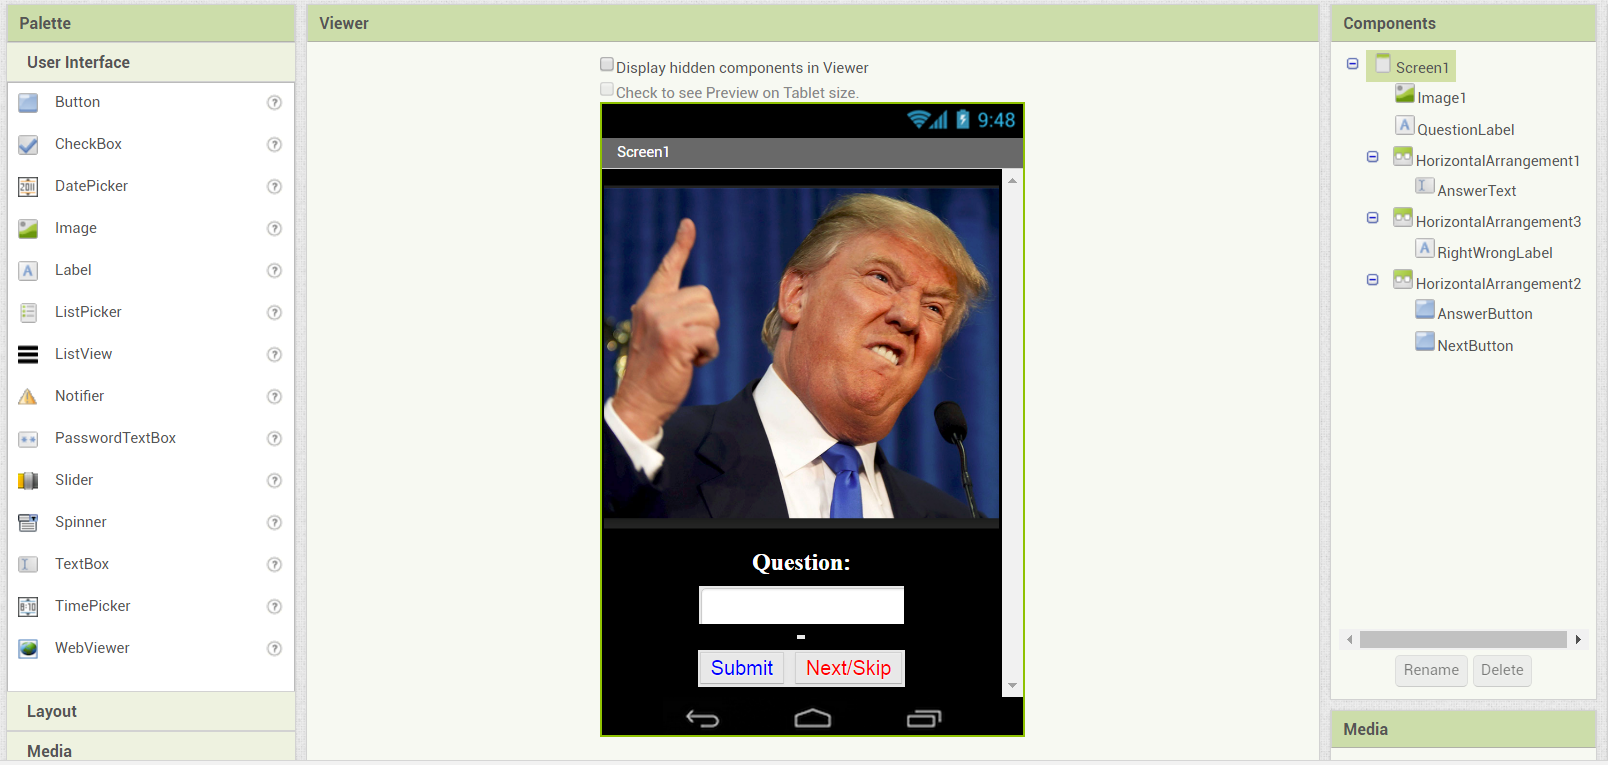 Palette
User Interface
Button
CheckBox
DatePicker
Image
Label
ListPicker
ListView
Notifier
PasswordTextBox
Slider
Spinner
TextBox
TimePicker
WebViewer
Layout
Media
Viewer
Display hidden components in Viewer
Check to see Preview on Tablet size.
9:48
Screen1
Question:
-
Submit Next/Skip
Components
Screen1
Image1
QuestionLabel
HorizontalArrangement1
AnswerText
HorizontalArrangement3
RightWrongLabel
HorizontalArrangement2
AnswerButton
NextButton
Rename Delete
Media